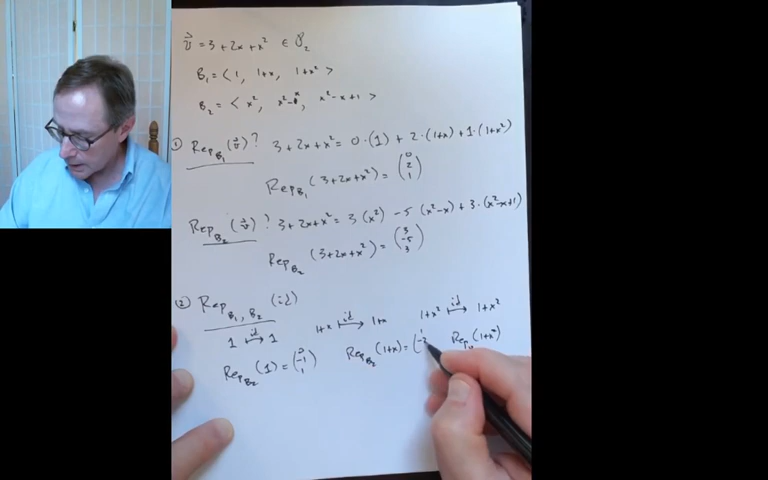 v⃗ = 3 + 2x + x² ∈ P₂
B₁ = < 1, 1+x, 1+x² >
B₂ = < x², x²-x, x²-x+1 >
① Rep_B₁(v⃗)? 3 + 2x + x² = 0·(1) + 2·(1+x) + 1·(1+x²)
Rep_B₁(3+2x+x²) = (0 2 1)
Rep_B₂(v⃗)? 3 + 2x + x² = 3(x²) - 5(x²-x) + 3·(x²-x+1)
Rep_B₂(3+2x+x²) = (3 -5 3)
② Rep_B₁,B₂(id)
1 ↦^id 1 1+x ↦^id 1+x 1+x² ↦^id 1+x²
Rep_B₂(1) = (0 -1 1) Rep_B₂(1+x) = (1 -2 Rep (1+x²)